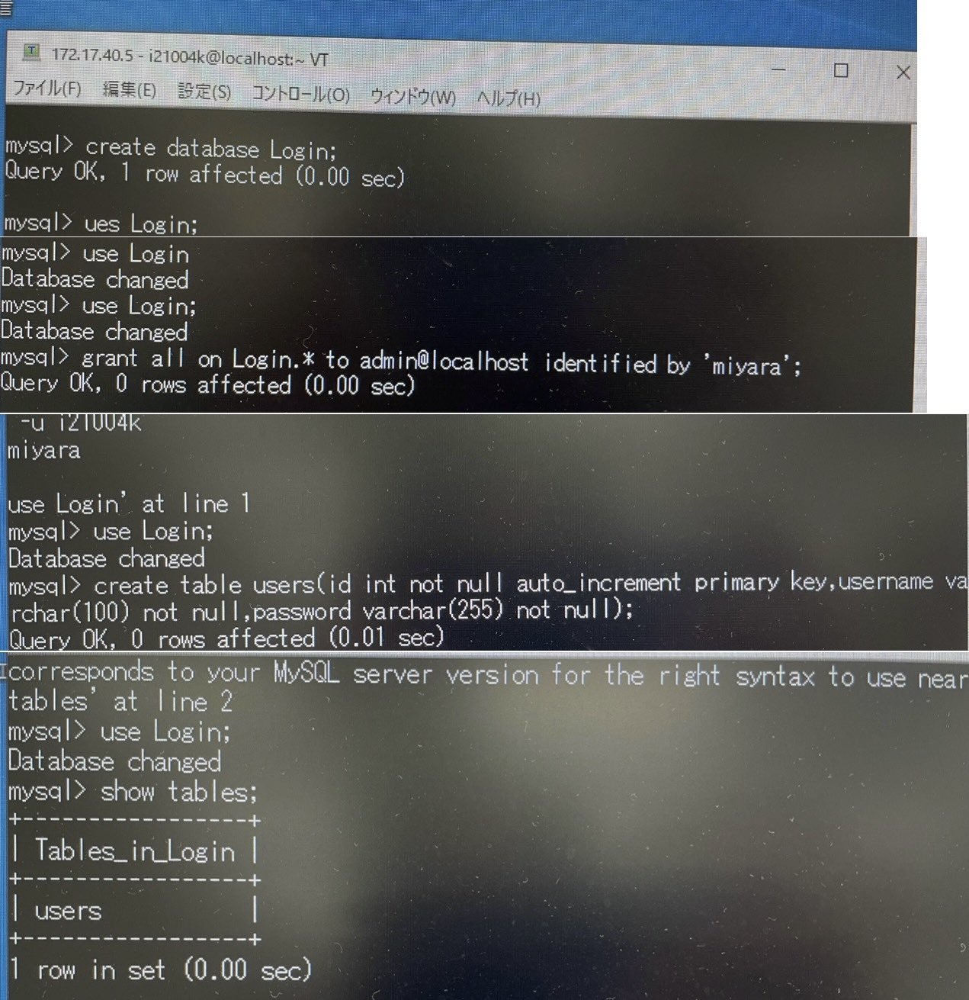 172.17.40.5 - i21004k@localhost:~ VT
ファイル(F) 編集(E) 設定(S) コントロール(O) ウィンドウ(W) ヘルプ(H)
mysql> create database Login;
Query OK, 1 row affected (0.00 sec)
mysql> ues Login;
mysql> use Login
Database changed
mysql> use Login;
Database changed
mysql> grant all on Login.* to admin@localhost identified by 'miyara';
Query OK, 0 rows affected (0.00 sec)
-u i21004k
miyara
use Login' at line 1
mysql> use Login;
Database changed
mysql> create table users(id int not null auto_increment primary key,username va
rchar(100) not null,password varchar(255) not null);
Query OK, 0 rows affected (0.01 sec)
corresponds to your MySQL server version for the right syntax to use near
tables' at line 2
mysql> use Login;
Database changed
mysql> show tables;
+-----------------+
| Tables_in_Login |
+-----------------+
| users           |
+-----------------+
1 row in set (0.00 sec)